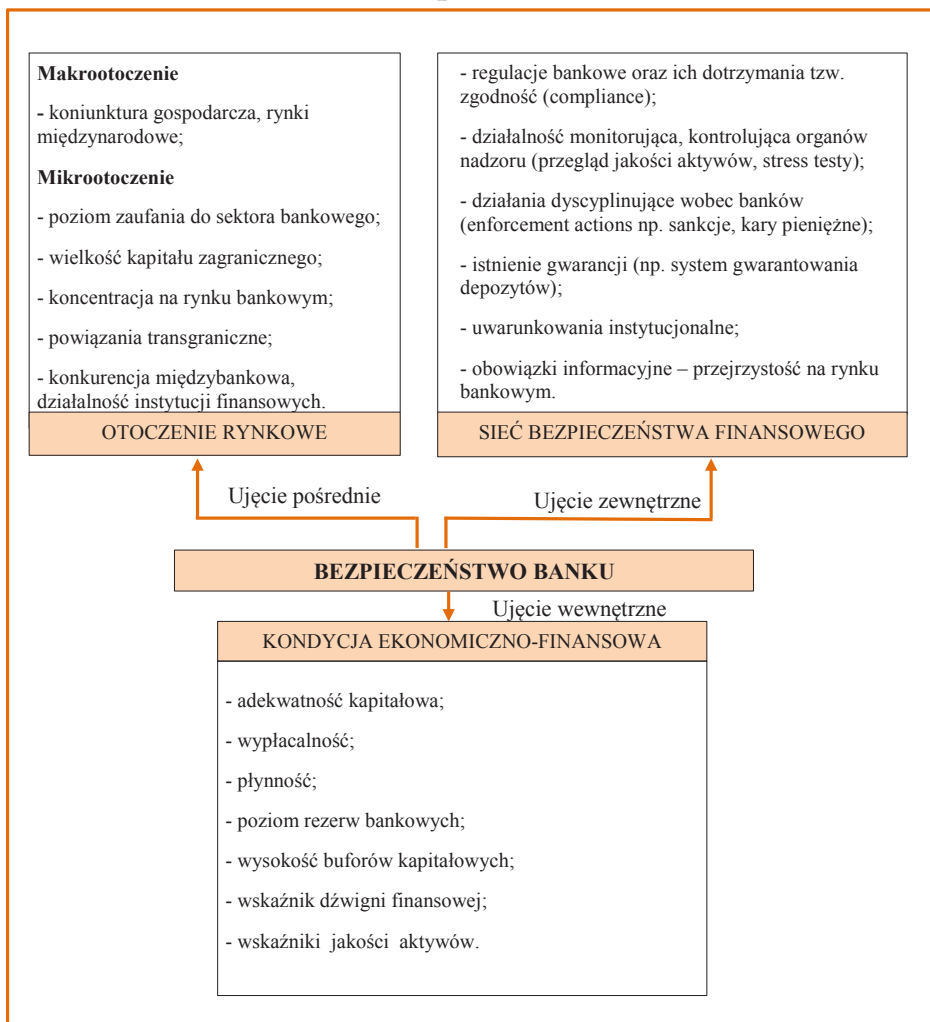 Makrootoczenie
- koniunktura gospodarcza, rynki
międzynarodowe;
Mikrootoczenie
- poziom zaufania do sektora bankowego;
- wielkość kapitału zagranicznego;
- koncentracja na rynku bankowym;
- powiązania transgraniczne;
- konkurencja międzybankowa,
działalność instytucji finansowych.
OTOCZENIE RYNKOWE
- regulacje bankowe oraz ich dotrzymania tzw.
zgodność (compliance);
- działalność monitorująca, kontrolująca organów
nadzoru (przegląd jakości aktywów, stress testy);
- działania dyscyplinujące wobec banków
(enforcement actions np. sankcje, kary pieniężne);
- istnienie gwarancji (np. system gwarantowania
depozytów);
- uwarunkowania instytucjonalne;
- obowiązki informacyjne – przejrzystość na rynku
bankowym.
SIEĆ BEZPIECZEŃSTWA FINANSOWEGO
Ujęcie pośrednie
Ujęcie zewnętrzne
BEZPIECZEŃSTWO BANKU
Ujęcie wewnętrzne
KONDYCJA EKONOMICZNO-FINANSOWA
- adekwatność kapitałowa;
- wypłacalność;
- płynność;
- poziom rezerw bankowych;
- wysokość buforów kapitałowych;
- wskaźnik dźwigni finansowej;
- wskaźniki jakości aktywów.